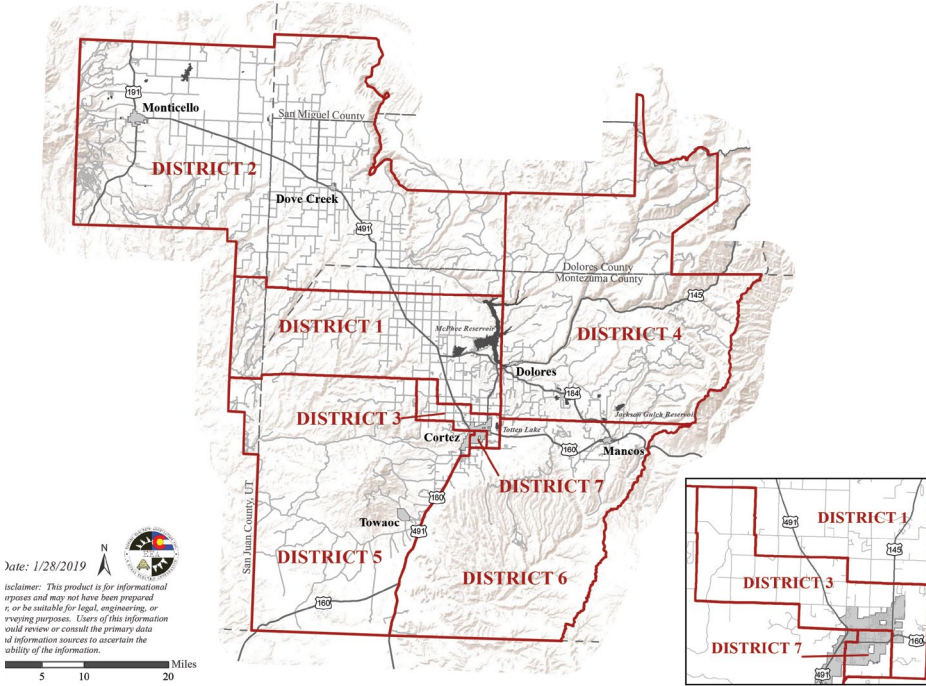 191
Monticello
San Miguel County
DISTRICT 2
Dove Creek
491
Dolores County
Montezuma County
145
DISTRICT 1
McPhee Reservoir
DISTRICT 4
Dolores
184
DISTRICT 3
Jackson Gulch Reservoir
Totten Lake
Cortez
160
Mancos
DISTRICT 7
160
Towaoc
491
San Juan County, UT
DISTRICT 5
DISTRICT 6
160
N
EEA
Date: 1/28/2019
isclaimer: This product is for informational
urposes and may not have been prepared
r, or be suitable for legal, engineering, or
rveying purposes. Users of this information
ould review or consult the primary data
nd information sources to ascertain the
ability of the information.
Miles
5 10 20
DISTRICT 1
491
145
DISTRICT 3
160
DISTRICT 7
491